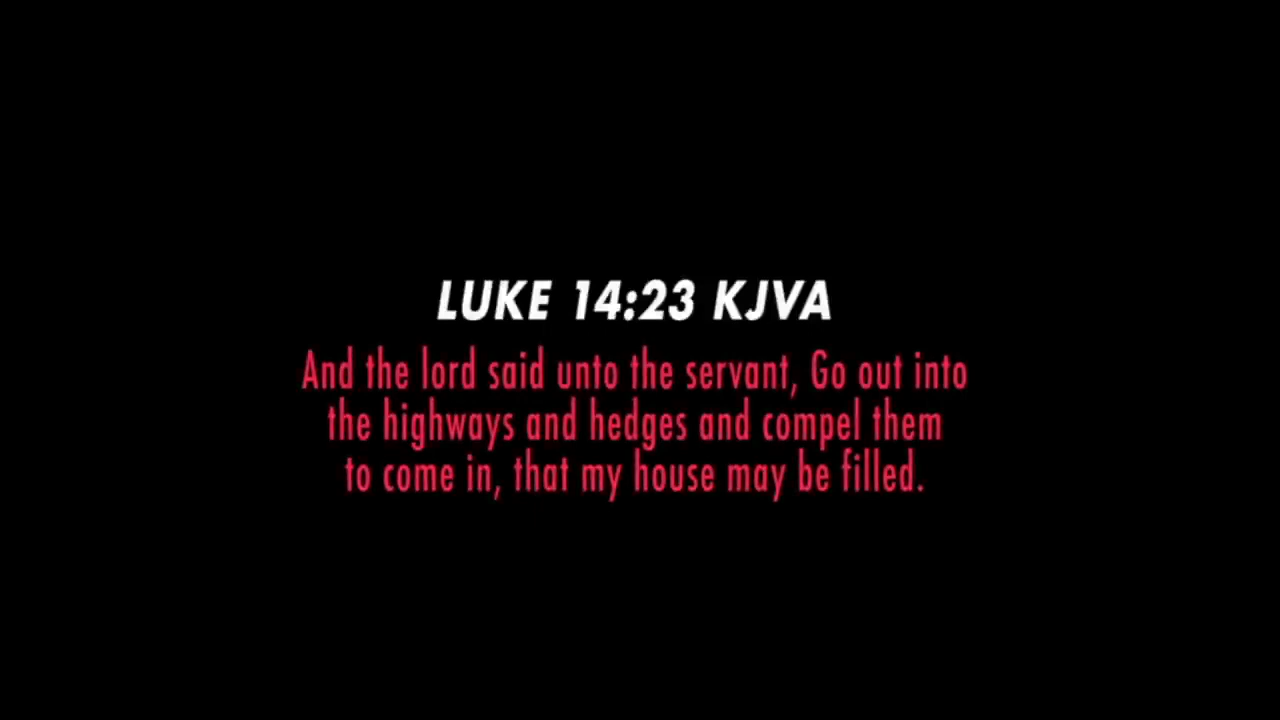 LUKE 14:23 KJVA
And the lord said unto the servant, Go out into
the highways and hedges and compel them
to come in, that my house may be filled.